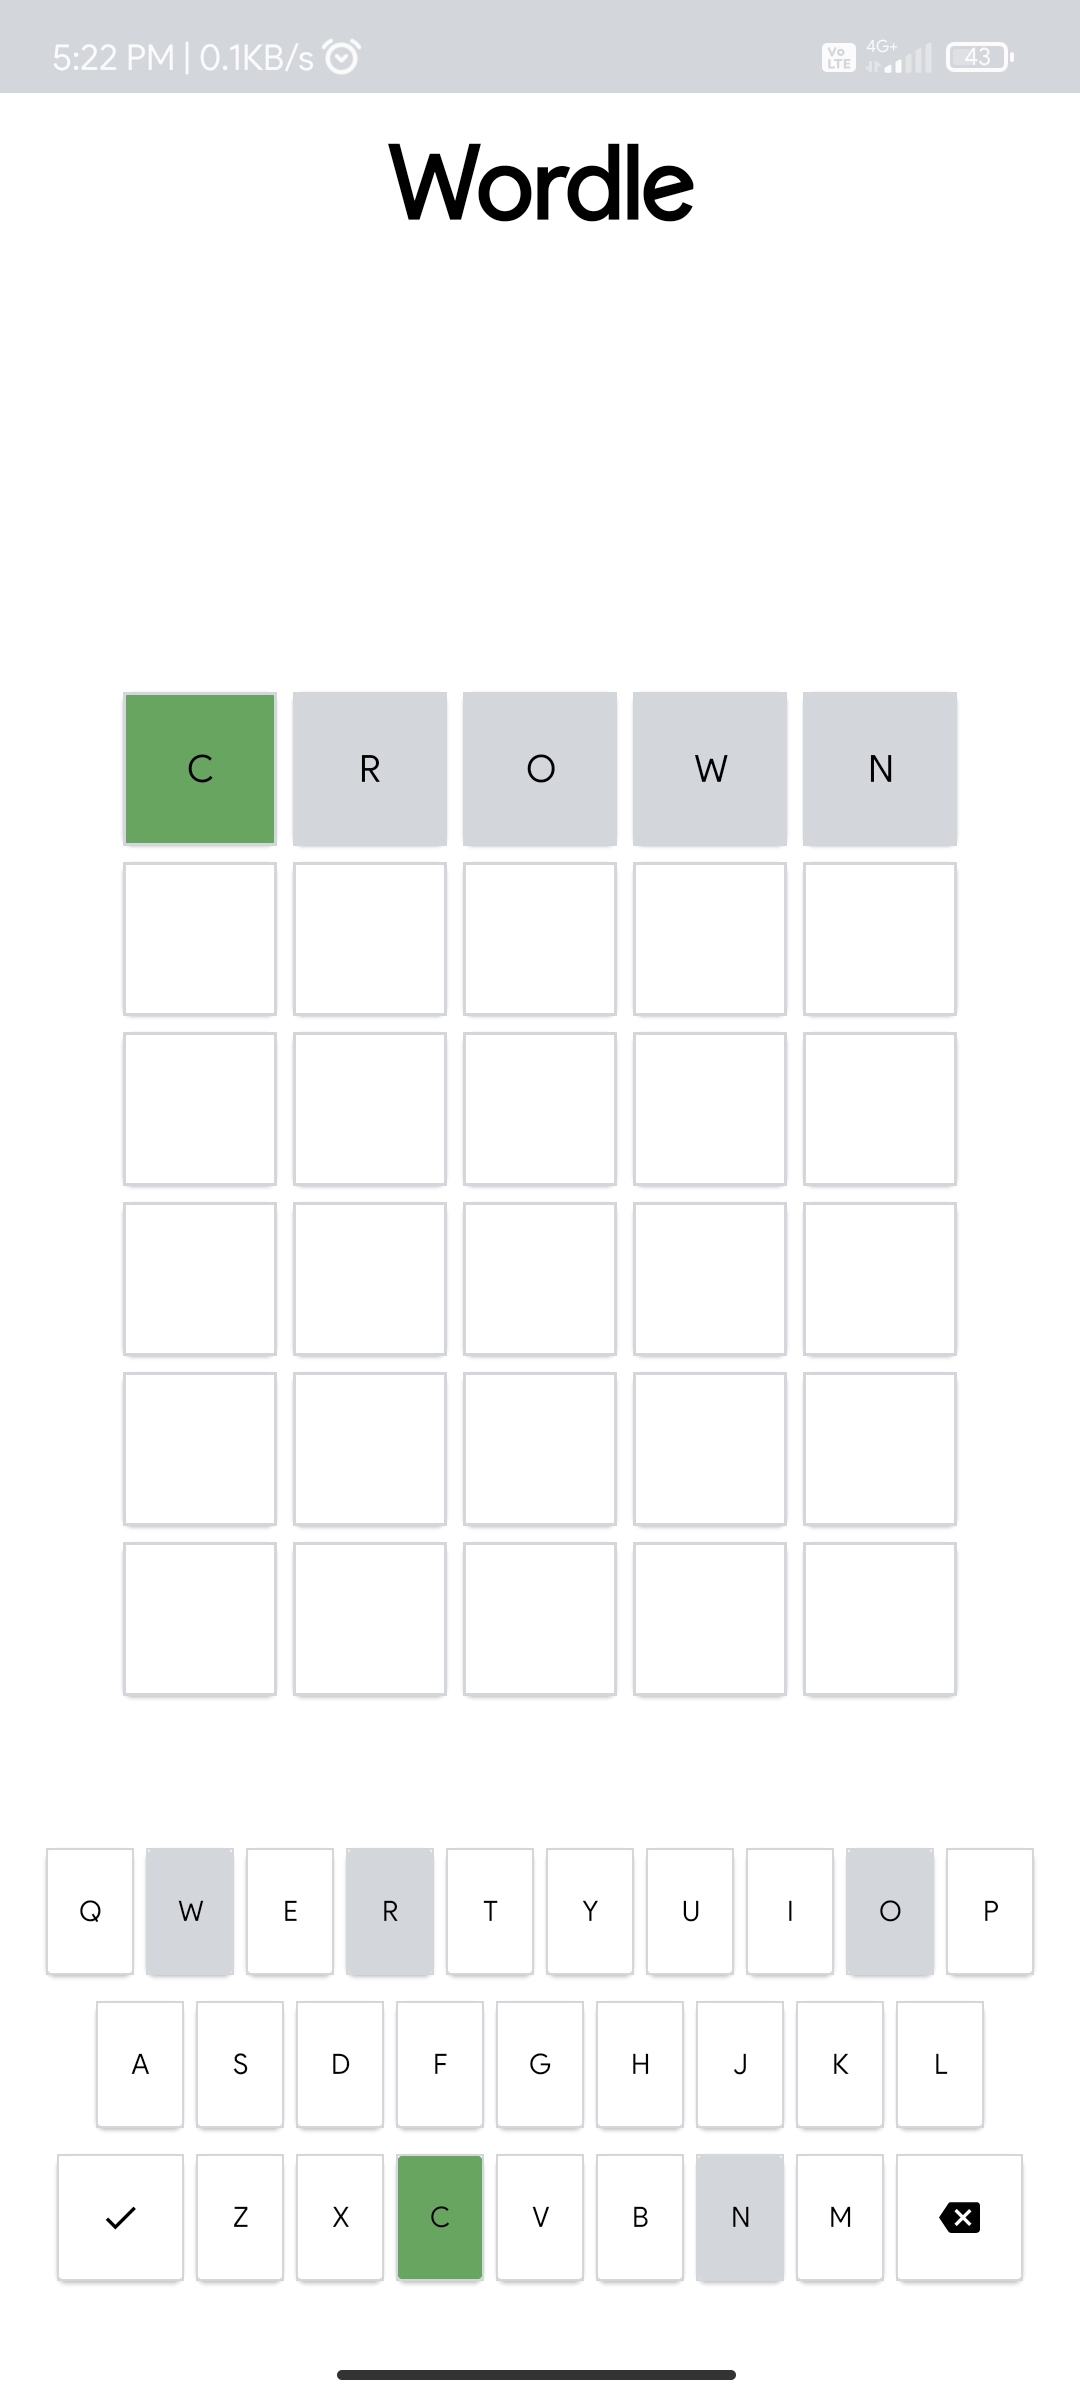 5:22 PM | 0.1KB/s Vo LTE 4G+ 43
Wordle
C R O W N
Q W E R T Y U I O P
A S D F G H J K L
Z X C V B N M